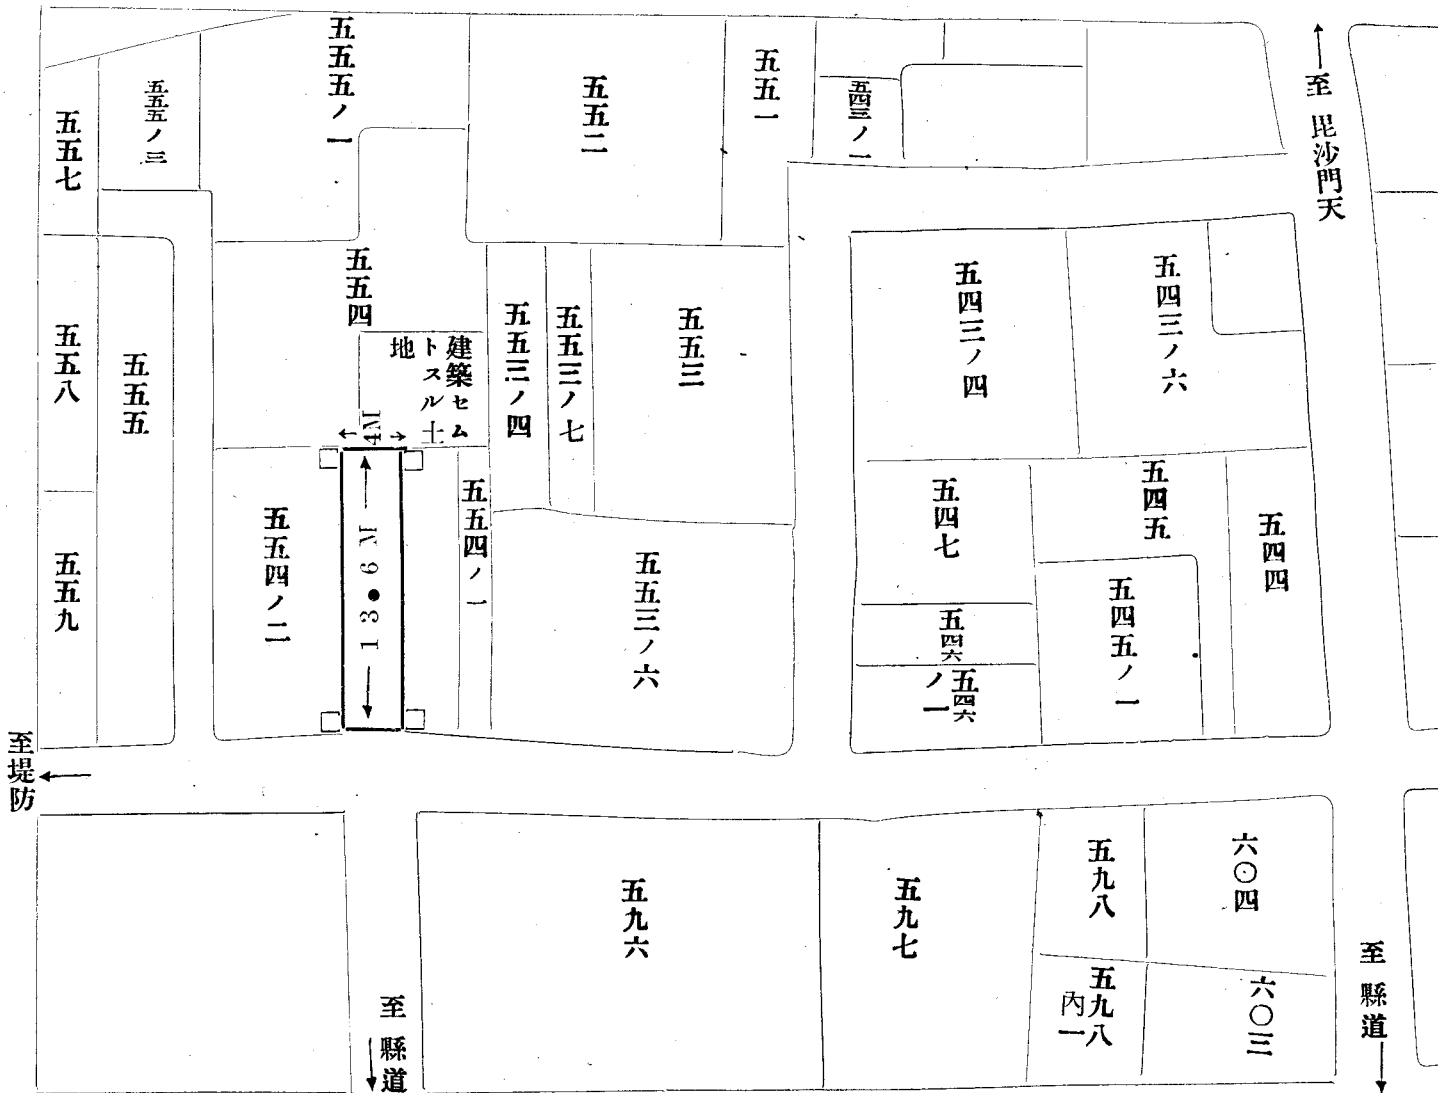 至毘沙門天
五五一
五四三ノ一
五五二
五五五ノ一
五五五ノ三
五五七
五四三ノ六
五四三ノ四
五五三
五五三ノ七
五五三ノ四
五五四
建築セム
トスル土
地
五五五
五五八
4M
13●6M
五四四
五四五
五四五ノ一
五四七
五四六
五四六
ノ一
五五三ノ六
五五四ノ一
五五四ノ二
五五九
至堤防
六〇四
五九八
五九七
五九六
六〇三
五九八
内一
至縣道
至縣道